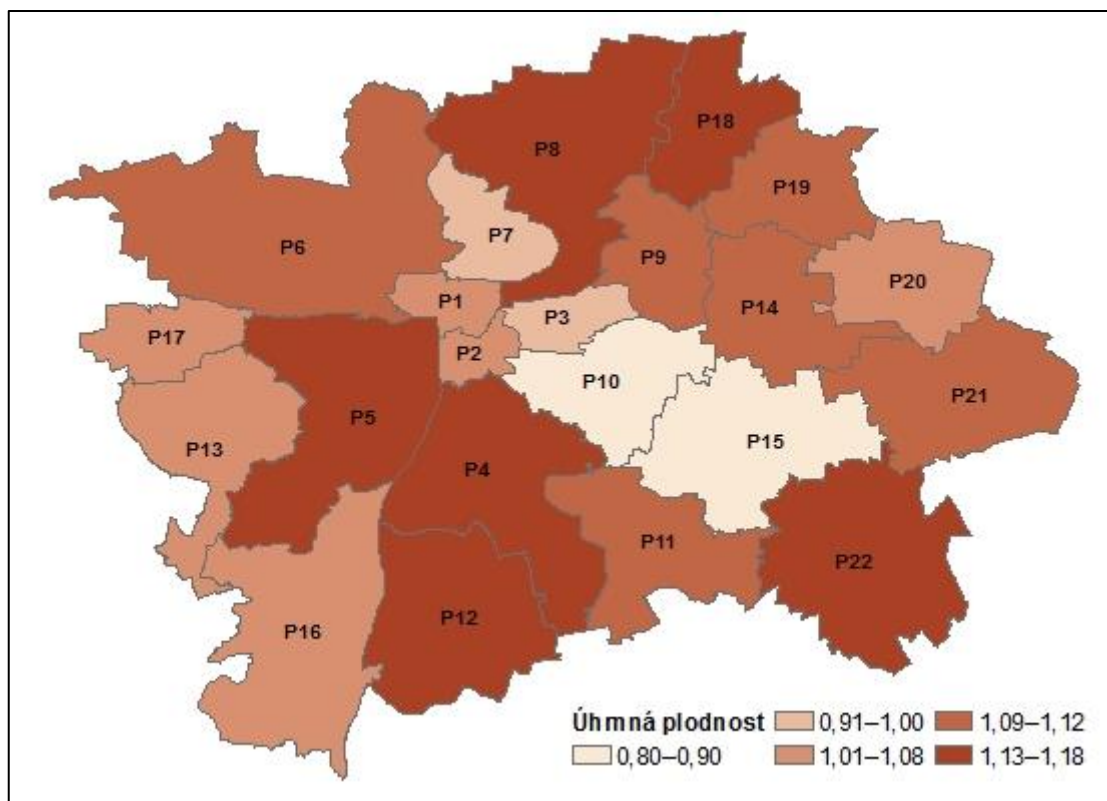 P8
P18
P19
P7
P6
P9
P20
P1
P14
P3
P17
P2
P10
P21
P5
P15
P13
P4
P11
P22
P12
P16
Úhrnná plodnost
0,80–0,90
0,91–1,00
1,01–1,08
1,09–1,12
1,13–1,18